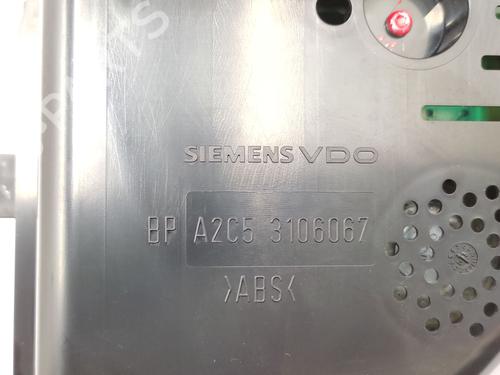 SIEMENS VDO
BP A2C5 3106067
>ABS<